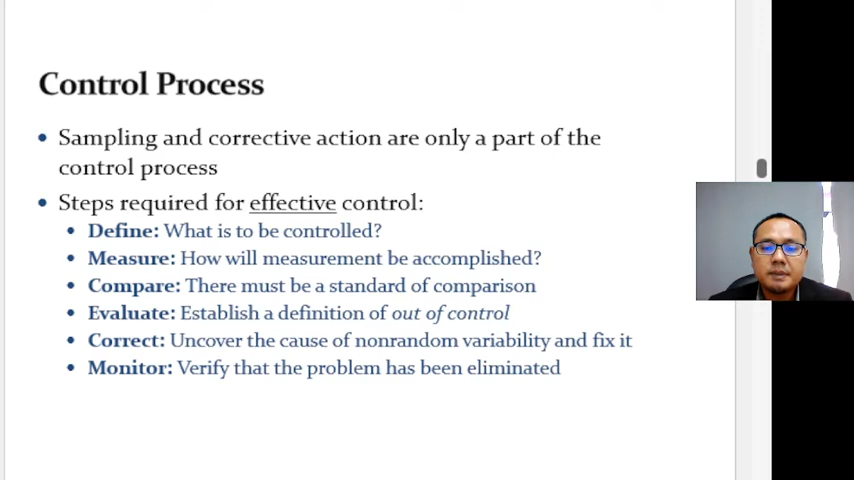 Control Process
• Sampling and corrective action are only a part of the
control process
• Steps required for effective control:
• Define: What is to be controlled?
• Measure: How will measurement be accomplished?
• Compare: There must be a standard of comparison
• Evaluate: Establish a definition of out of control
• Correct: Uncover the cause of nonrandom variability and fix it
• Monitor: Verify that the problem has been eliminated